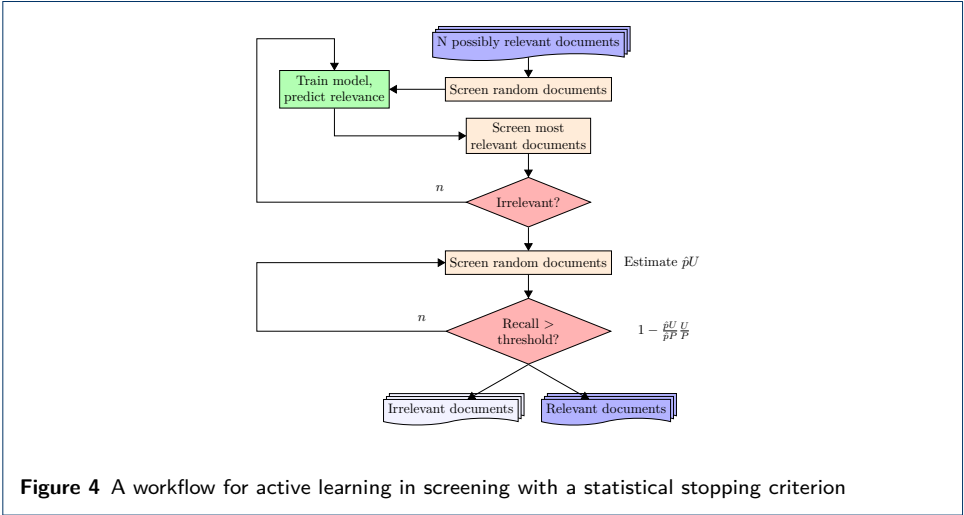 N possibly relevant documents
Train model,
predict relevance
Screen random documents
Screen most
relevant documents
n
Irrelevant?
Screen random documents
Estimate p̂U
n
Recall >
threshold?
1 − p̂U/p̂P U/P
Irrelevant documents
Relevant documents
Figure 4 A workflow for active learning in screening with a statistical stopping criterion